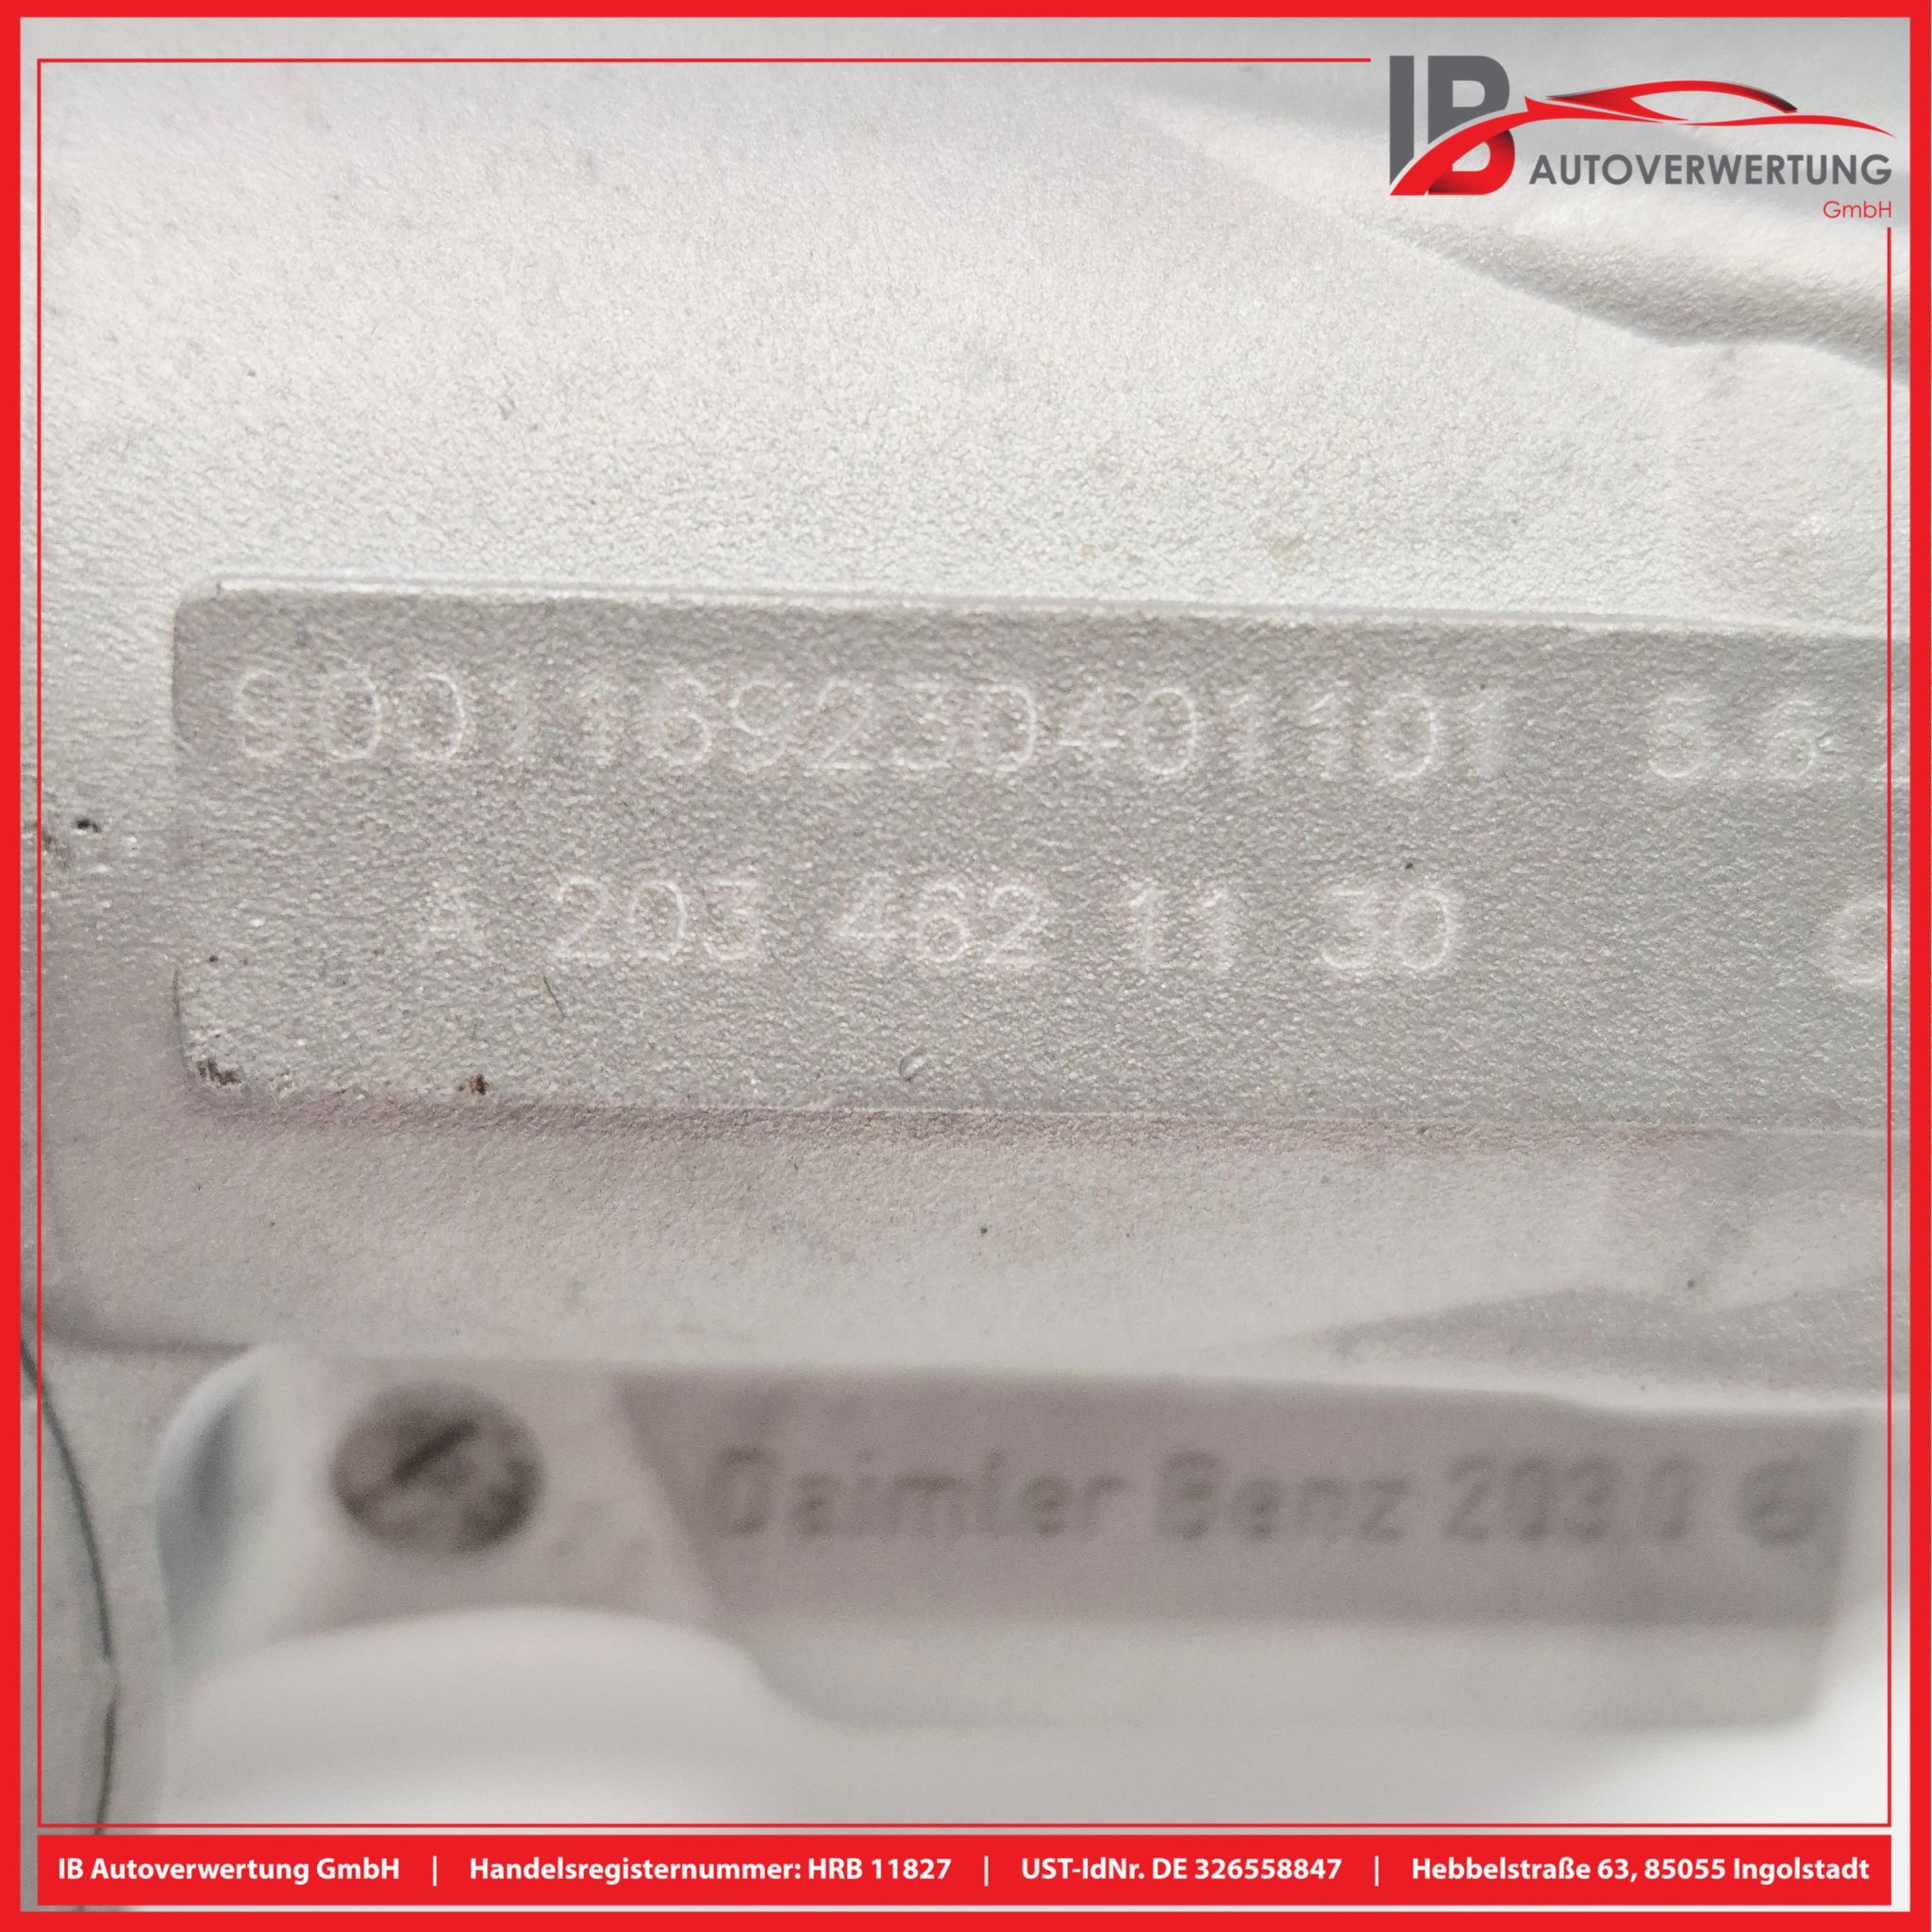 IB
AUTOVERWERTUNG
GmbH
A 203 462 11 30
Daimler Benz 203 0
IB Autoverwertung GmbH | Handelsregisternummer: HRB 11827 | UST-IdNr. DE 326558847 | Hebbelstraße 63, 85055 Ingolstadt